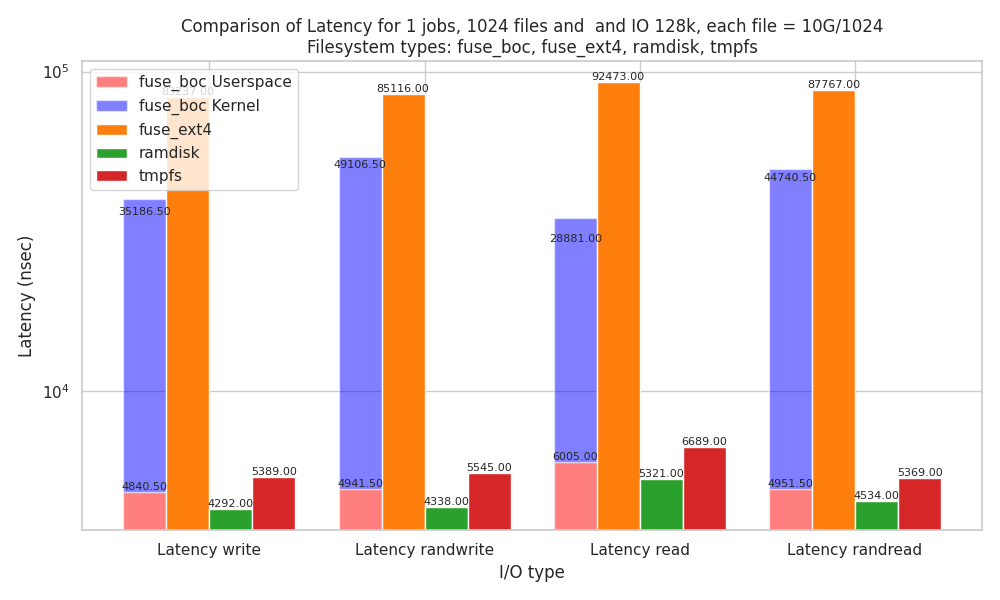 Comparison of Latency for 1 jobs, 1024 files and  and IO 128k, each file = 10G/1024
Filesystem types: fuse_boc, fuse_ext4, ramdisk, tmpfs
fuse_boc Userspace
fuse_boc Kernel
fuse_ext4
ramdisk
tmpfs
Latency (nsec)
10^5
10^4
35186.50
4840.50
4292.00
5389.00
85116.00
49106.50
4941.50
4338.00
5545.00
92473.00
28881.00
6005.00
5321.00
6689.00
87767.00
44740.50
4951.50
4534.00
5369.00
Latency write
Latency randwrite
Latency read
Latency randread
I/O type